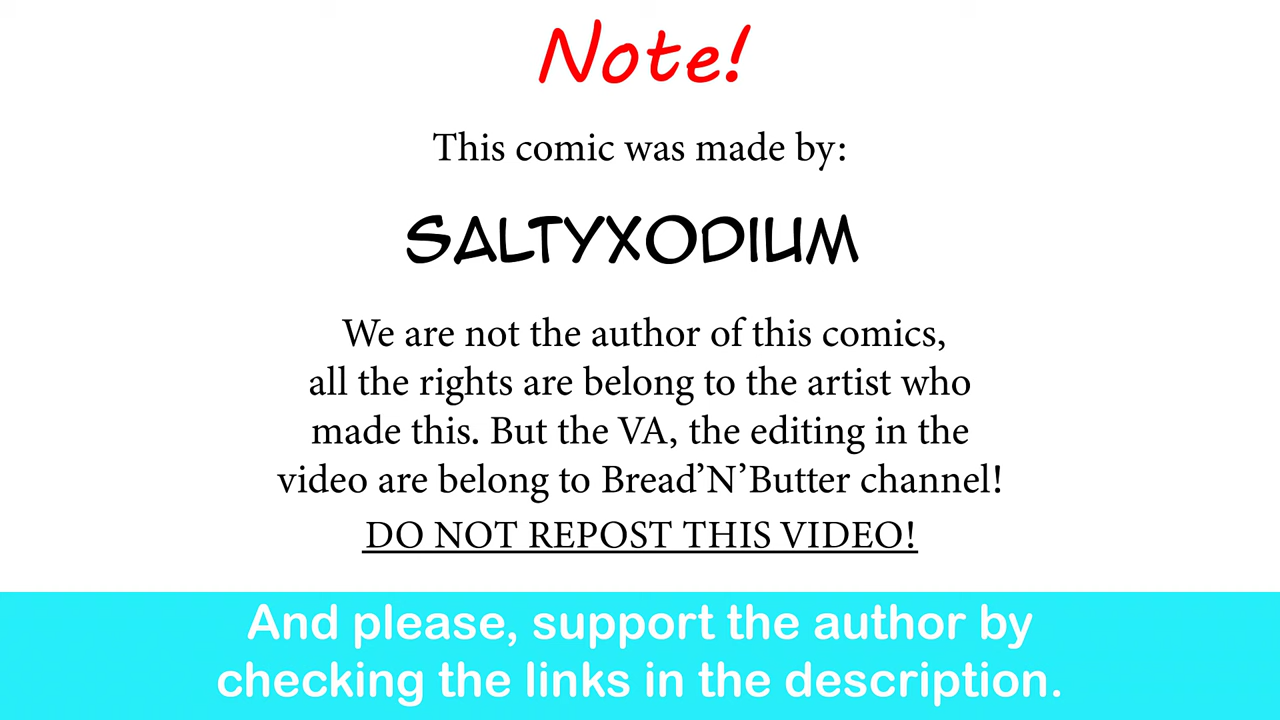 Note!
This comic was made by:
SALTYXODIUM
We are not the author of this comics,
all the rights are belong to the artist who
made this. But the VA, the editing in the
video are belong to Bread’N’Butter channel!
DO NOT REPOST THIS VIDEO!
And please, support the author by
checking the links in the description.